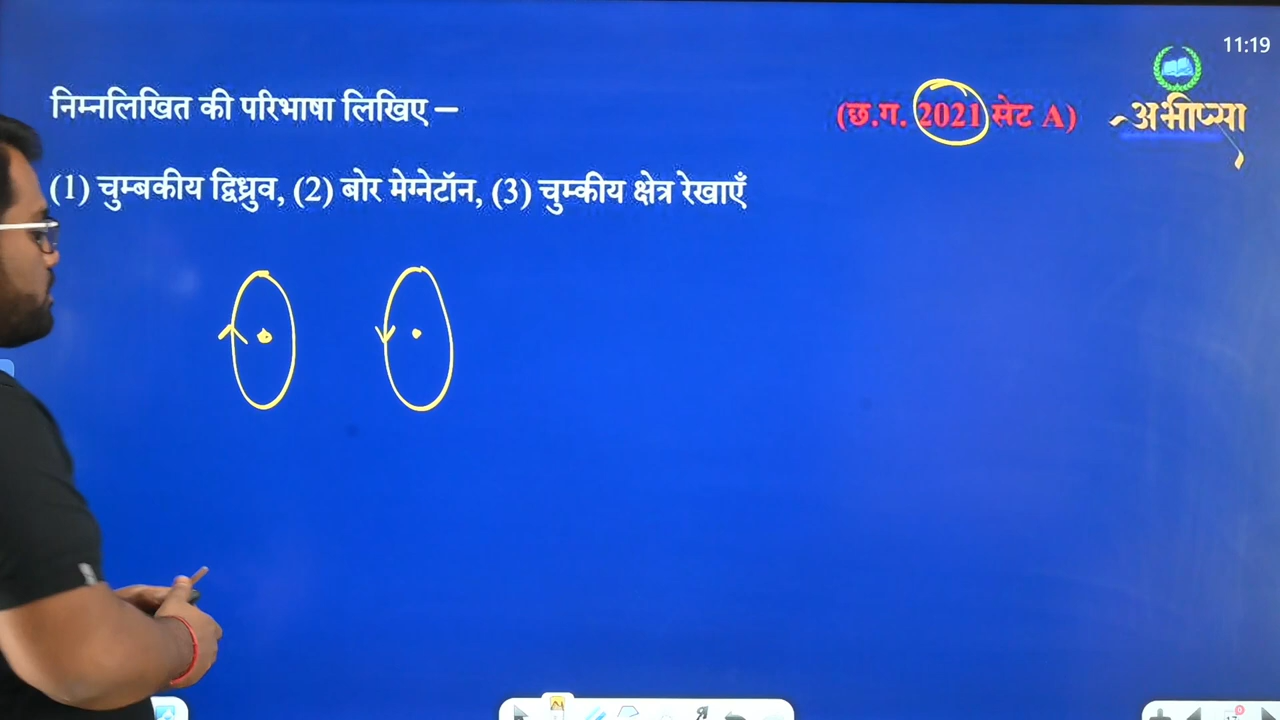 11:19
निम्नलिखित की परिभाषा लिखिए – (छ.ग. 2021 सेट A)
अभीप्सा
(1) चुम्बकीय द्विध्रुव, (2) बोर मेग्नेटॉन, (3) चुम्कीय क्षेत्र रेखाएँ